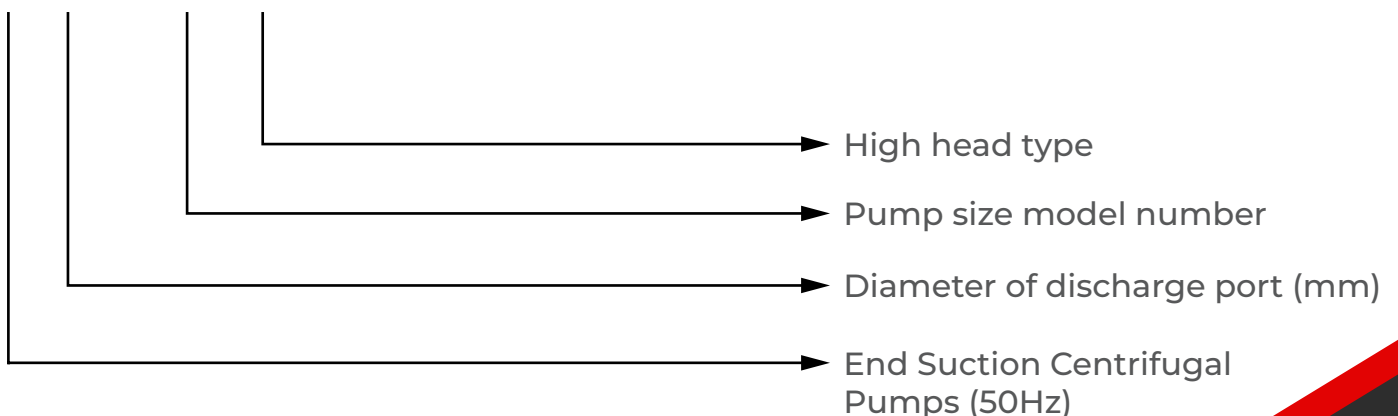 High head type
Pump size model number
Diameter of discharge port (mm)
End Suction Centrifugal
Pumps (50Hz)